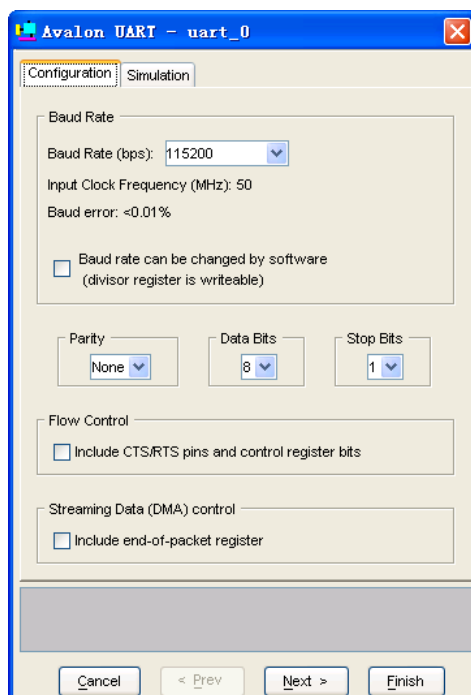 Avalon UART - uart_0
Configuration Simulation
Baud Rate
Baud Rate (bps): 115200
Input Clock Frequency (MHz): 50
Baud error: <0.01%
Baud rate can be changed by software
(divisor register is writeable)
Parity Data Bits Stop Bits
None 8 1
Flow Control
Include CTS/RTS pins and control register bits
Streaming Data (DMA) control
Include end-of-packet register
Cancel < Prev Next > Finish